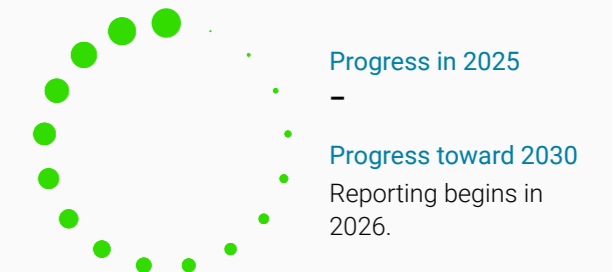 Progress in 2025
–
Progress toward 2030
Reporting begins in
2026.